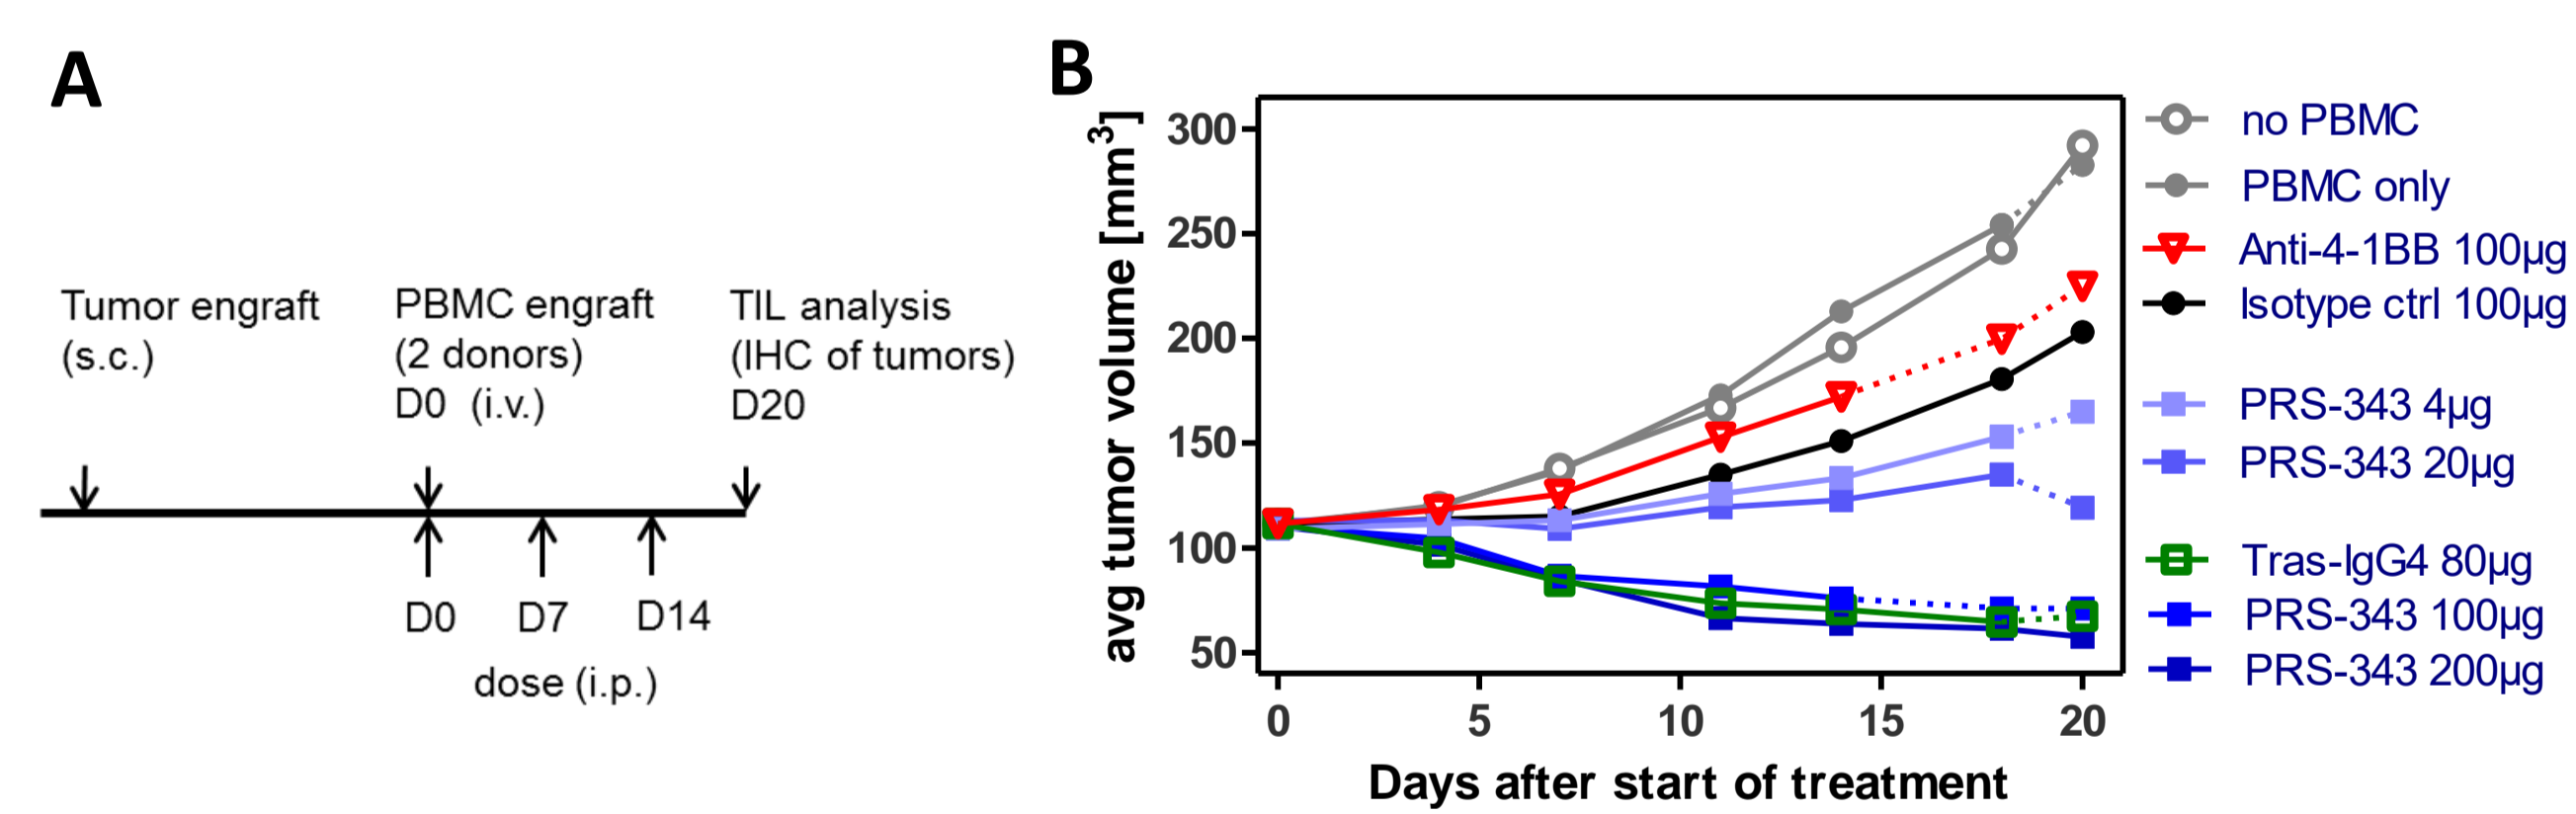 A
Tumor engraft
(s.c.)
PBMC engraft
(2 donors)
D0 (i.v.)
TIL analysis
(IHC of tumors)
D20
D0
D7
D14
dose (i.p.)
B
avg tumor volume [mm³]
300
250
200
150
100
50
0
5
10
15
20
Days after start of treatment
no PBMC
PBMC only
Anti-4-1BB 100µg
Isotype ctrl 100µg
PRS-343 4µg
PRS-343 20µg
Tras-IgG4 80µg
PRS-343 100µg
PRS-343 200µg